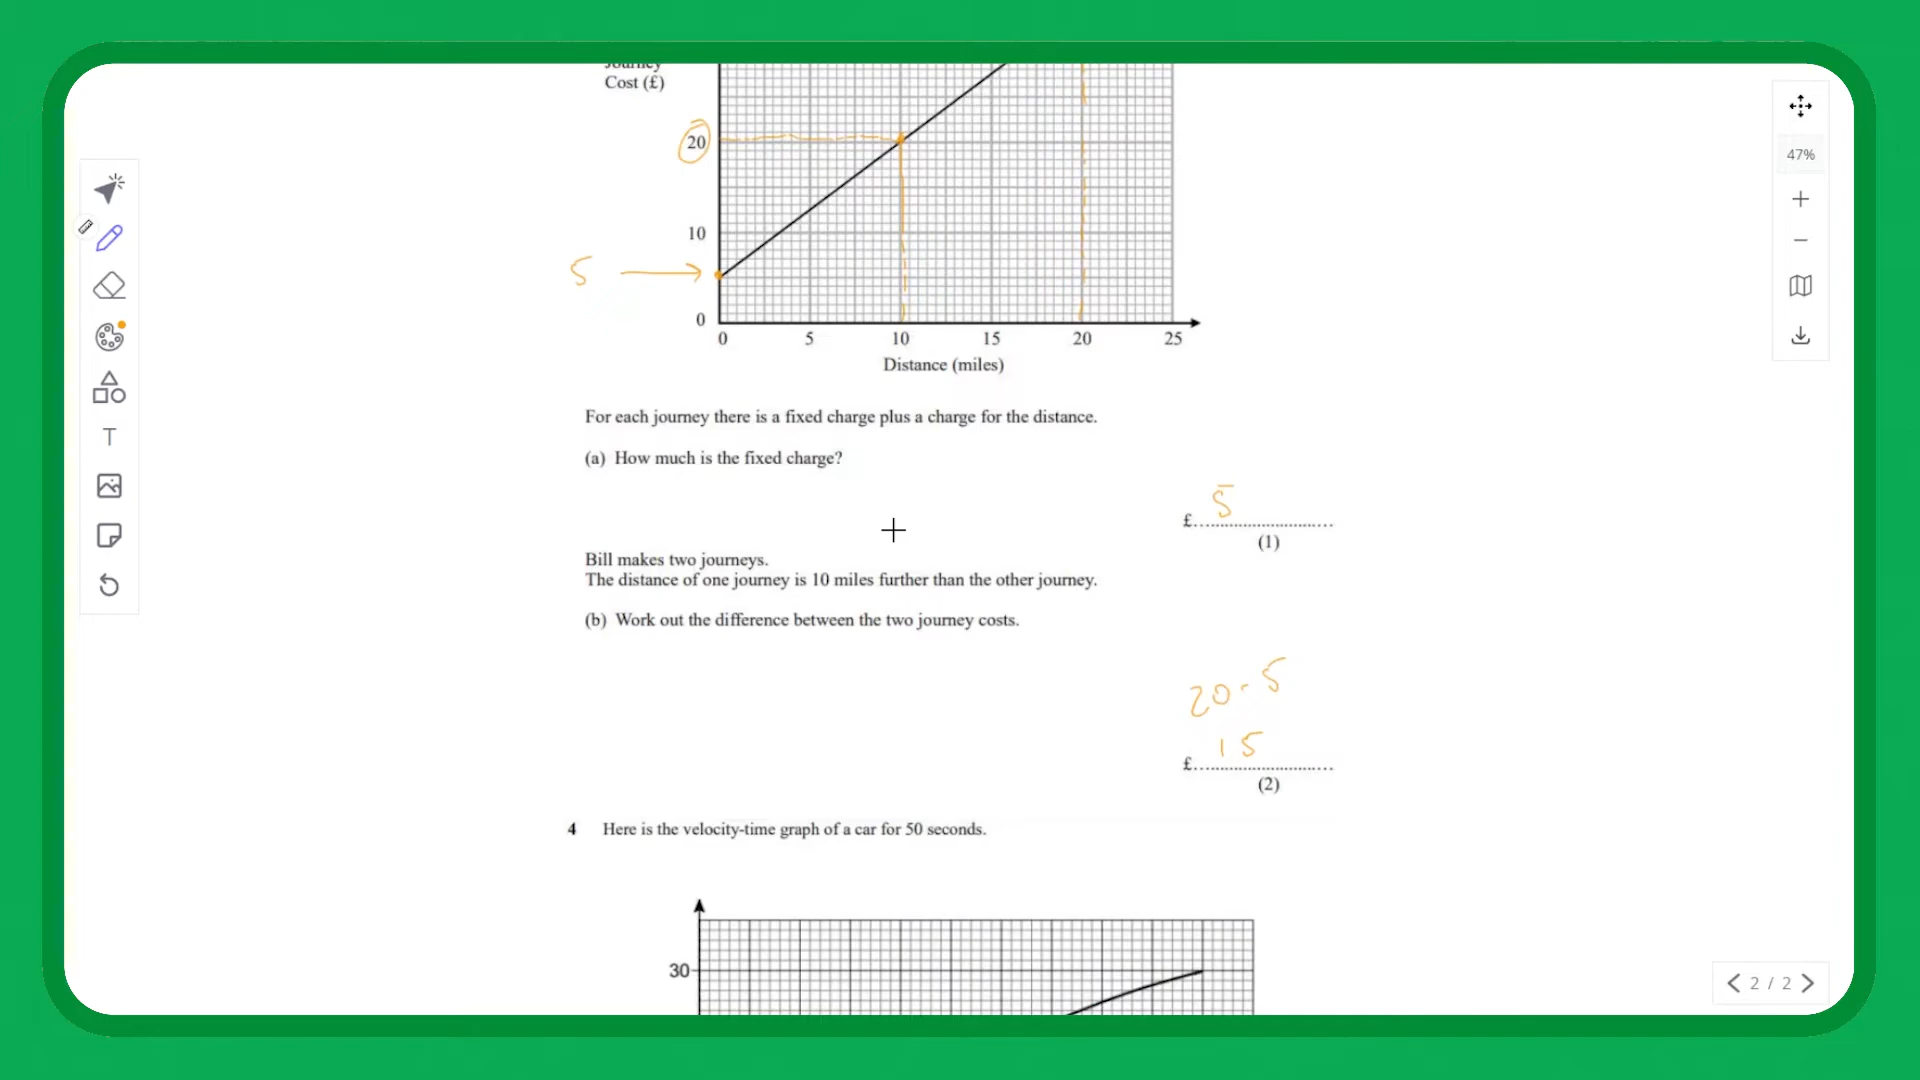 Journey
Cost (£)
20
10
5
0
0 5 10 15 20 25
Distance (miles)
For each journey there is a fixed charge plus a charge for the distance.
(a) How much is the fixed charge?
5
£..............................
(1)
Bill makes two journeys.
The distance of one journey is 10 miles further than the other journey.
(b) Work out the difference between the two journey costs.
20-5
15
£..............................
(2)
4 Here is the velocity-time graph of a car for 50 seconds.
30
47%
T
2 / 2